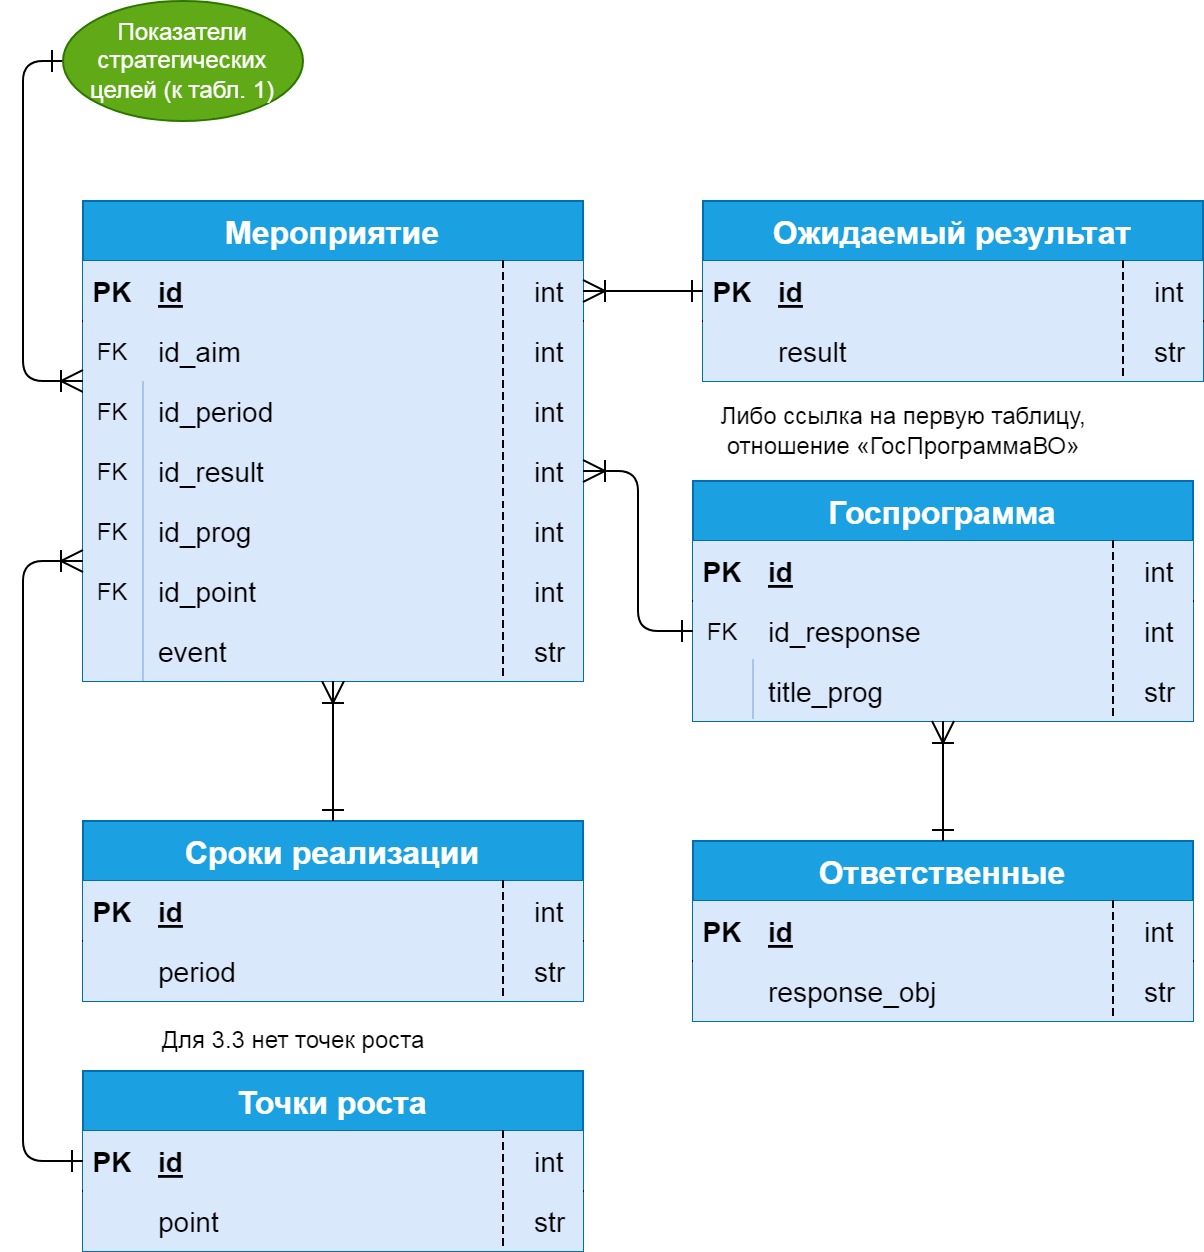 Показатели
стратегических
целей (к табл. 1)
Мероприятие
PK id int
FK id_aim int
FK id_period int
FK id_result int
FK id_prog int
FK id_point int
event str
Ожидаемый результат
PK id int
result str
Либо ссылка на первую таблицу,
отношение «ГосПрограммаВО»
Госпрограмма
PK id int
FK id_response int
title_prog str
Сроки реализации
PK id int
period str
Ответственные
PK id int
response_obj str
Для 3.3 нет точек роста
Точки роста
PK id int
point str